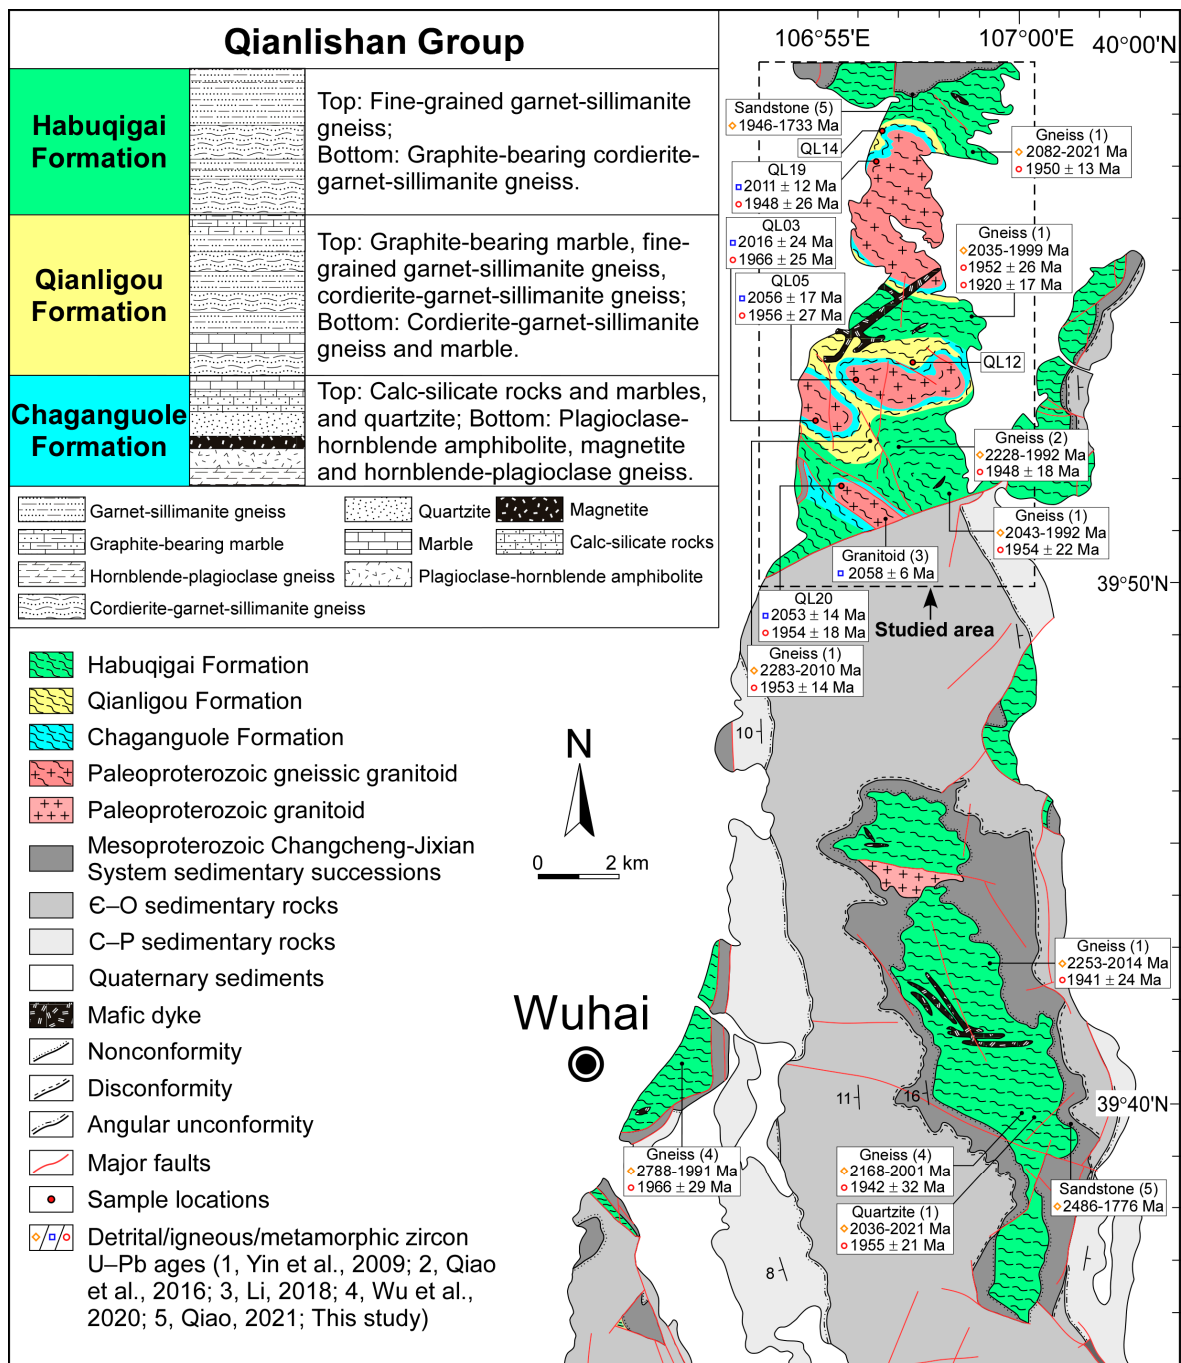 Qianlishan Group
Habuqigai
Formation
Top: Fine-grained garnet-sillimanite
gneiss;
Bottom: Graphite-bearing cordierite-
garnet-sillimanite gneiss.
Qianligou
Formation
Top: Graphite-bearing marble, fine-
grained garnet-sillimanite gneiss,
cordierite-garnet-sillimanite gneiss;
Bottom: Cordierite-garnet-sillimanite
gneiss and marble.
Chaganguole
Formation
Top: Calc-silicate rocks and marbles,
and quartzite; Bottom: Plagioclase-
hornblende amphibolite, magnetite
and hornblende-plagioclase gneiss.
Garnet-sillimanite gneiss
Quartzite
Magnetite
Graphite-bearing marble
Marble
Calc-silicate rocks
Hornblende-plagioclase gneiss
Plagioclase-hornblende amphibolite
Cordierite-garnet-sillimanite gneiss
Habuqigai Formation
Qianligou Formation
Chaganguole Formation
Paleoproterozoic gneissic granitoid
Paleoproterozoic granitoid
Mesoproterozoic Changcheng-Jixian
System sedimentary successions
Є–O sedimentary rocks
C–P sedimentary rocks
Quaternary sediments
Mafic dyke
Nonconformity
Disconformity
Angular unconformity
Major faults
Sample locations
Detrital/igneous/metamorphic zircon
U–Pb ages (1, Yin et al., 2009; 2, Qiao
et al., 2016; 3, Li, 2018; 4, Wu et al.,
2020; 5, Qiao, 2021; This study)
N
0 2 km
Wuhai
106°55'E
107°00'E
40°00'N
Sandstone (5)
1946-1733 Ma
QL14
Gneiss (1)
2082-2021 Ma
1950 ± 13 Ma
QL19
2011 ± 12 Ma
1948 ± 26 Ma
QL03
2016 ± 24 Ma
1966 ± 25 Ma
Gneiss (1)
2035-1999 Ma
1952 ± 26 Ma
1920 ± 17 Ma
QL05
2056 ± 17 Ma
1956 ± 27 Ma
QL12
Gneiss (2)
2228-1992 Ma
1948 ± 18 Ma
Gneiss (1)
2043-1992 Ma
1954 ± 22 Ma
Granitoid (3)
2058 ± 6 Ma
39°50'N
QL20
2053 ± 14 Ma
1954 ± 18 Ma
Studied area
Gneiss (1)
2283-2010 Ma
1953 ± 14 Ma
10
Gneiss (1)
2253-2014 Ma
1941 ± 24 Ma
11
16
39°40'N
Gneiss (4)
2788-1991 Ma
1966 ± 29 Ma
Gneiss (4)
2168-2001 Ma
1942 ± 32 Ma
Sandstone (5)
2486-1776 Ma
Quartzite (1)
2036-2021 Ma
1955 ± 21 Ma
8